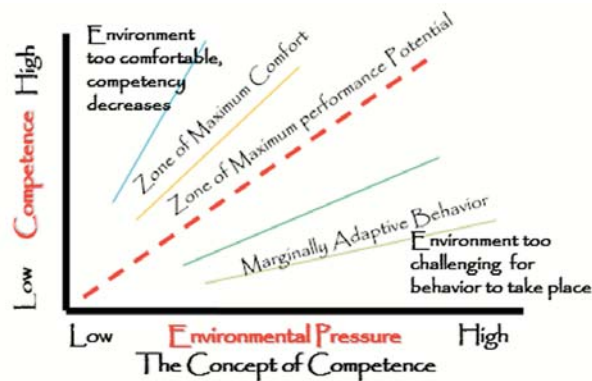 Environment
too comfortable,
competency
decreases
Zone of Maximum Comfort
Zone of Maximum performance Potential
Marginally Adaptive Behavior
Environment too
challenging for
behavior to take place
High
Competence
Low
Low Environmental Pressure High
The Concept of Competence